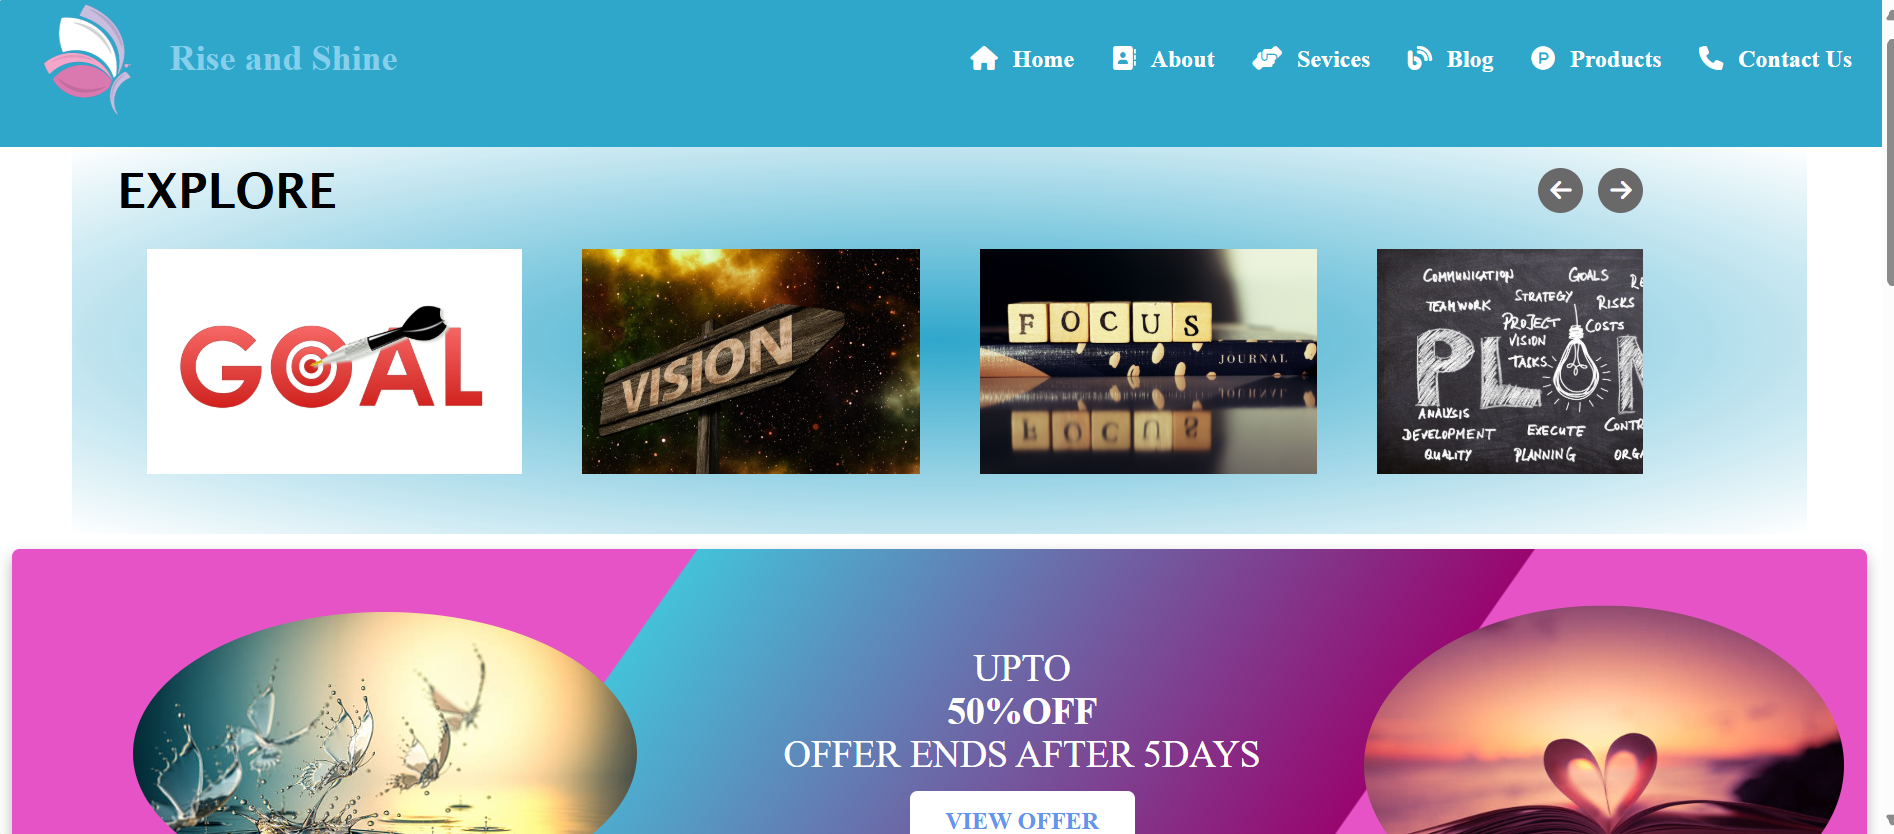 Rise and Shine
Home
About
Sevices
Blog
Products
Contact Us
EXPLORE
GOAL
VISION
FOCUS
JOURNAL
COMMUNICATION
GOALS
TEAMWORK
STRATEGY
RISKS
PROJECT
COSTS
VISION
TASKS
PL
ANALYSIS
DEVELOPMENT
EXECUTE
QUALITY
PLANNING
UPTO
50%OFF
OFFER ENDS AFTER 5DAYS
VIEW OFFER